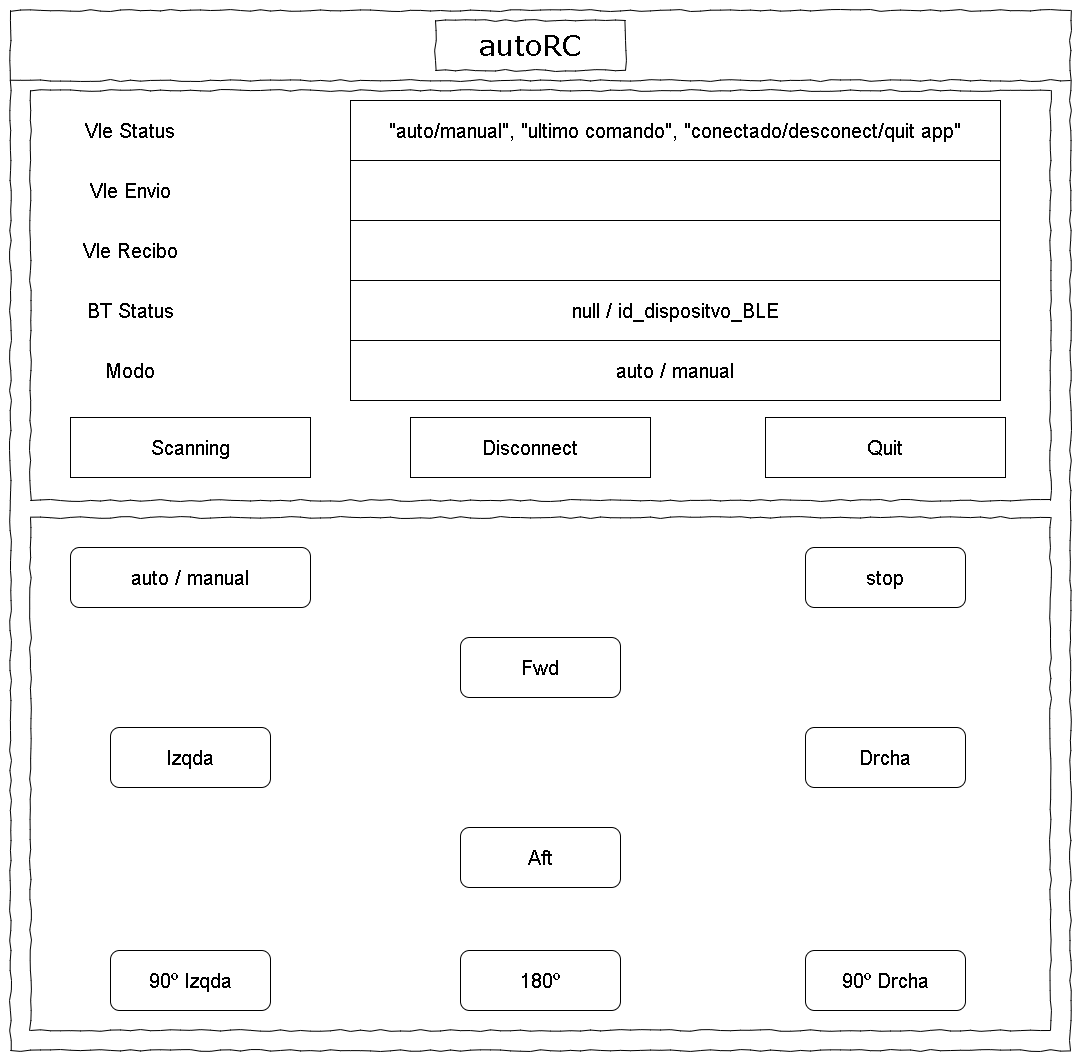 autoRC
Vle Status
"auto/manual", "ultimo comando", "conectado/desconect/quit app"
Vle Envio
Vle Recibo
BT Status
null / id_dispositvo_BLE
Modo
auto / manual
Scanning
Disconnect
Quit
auto / manual
stop
Fwd
Izqda
Drcha
Aft
90º Izqda
180º
90º Drcha